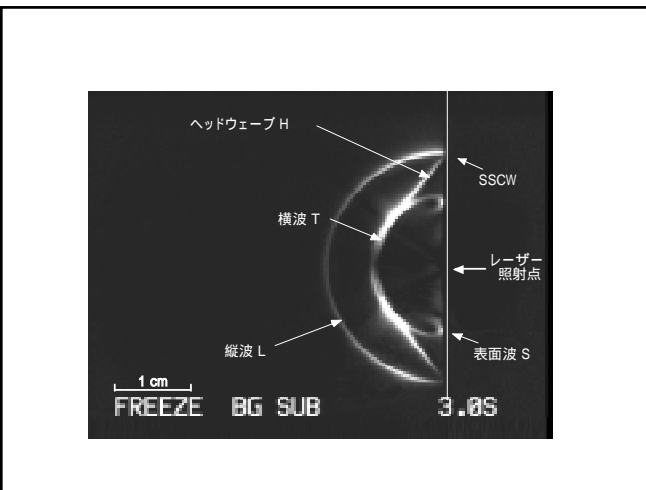 ヘッドウェーブ H
SSCW
横波 T
レーザー
照射点
縦波 L
表面波 S
1 cm
FREEZE BG SUB 3.0S